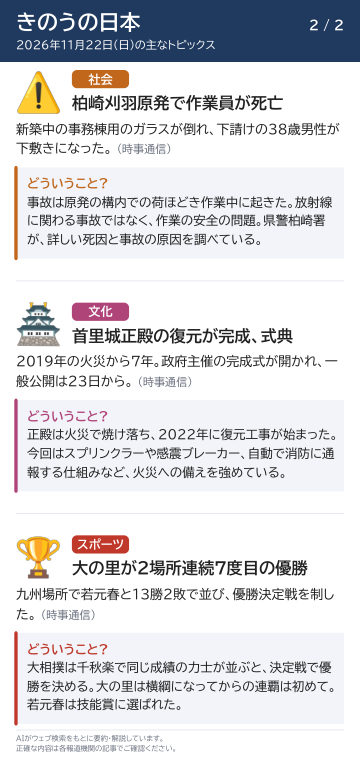 きのうの日本
2 / 2
2026年11月22日(日)の主なトピックス
社会
柏崎刈羽原発で作業員が死亡
新築中の事務棟用のガラスが倒れ、下請けの38歳男性が
下敷きになった。（時事通信）
どういうこと?
事故は原発の構内での荷ほどき作業中に起きた。放射線
に関わる事故ではなく、作業の安全の問題。県警柏崎署
が、詳しい死因と事故の原因を調べている。
文化
首里城正殿の復元が完成、式典
2019年の火災から7年。政府主催の完成式が開かれ、一
般公開は23日から。（時事通信）
どういうこと?
正殿は火災で焼け落ち、2022年に復元工事が始まった。
今回はスプリンクラーや感震ブレーカー、自動で消防に通
報する仕組みなど、火災への備えを強めている。
スポーツ
大の里が2場所連続7度目の優勝
九州場所で若元春と13勝2敗で並び、優勝決定戦を制し
た。（時事通信）
どういうこと?
大相撲は千秋楽で同じ成績の力士が並ぶと、決定戦で優
勝を決める。大の里は横綱になってからの連覇は初めて。
若元春は技能賞に選ばれた。
AIがウェブ検索をもとに要約・解説しています。
正確な内容は各報道機関の記事でご確認ください。